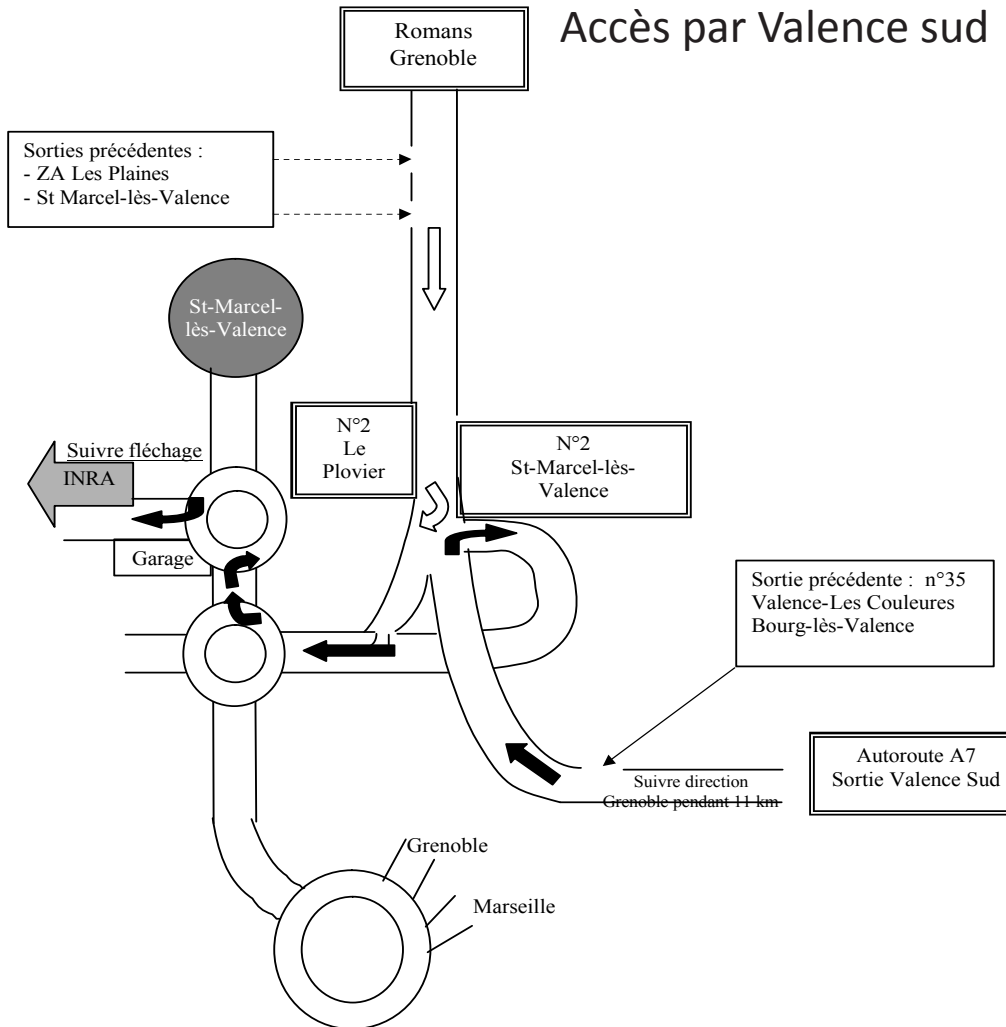 Accès par Valence sud
Romans
Grenoble
Sorties précédentes :
- ZA Les Plaines
- St Marcel-lès-Valence
St-Marcel-
lès-Valence
N°2
Le
Plovier
N°2
St-Marcel-lès-
Valence
Suivre fléchage
INRA
Garage
Sortie précédente : n°35
Valence-Les Couleures
Bourg-lès-Valence
Autoroute A7
Sortie Valence Sud
Suivre direction
Grenoble pendant 11 km
Grenoble
Marseille